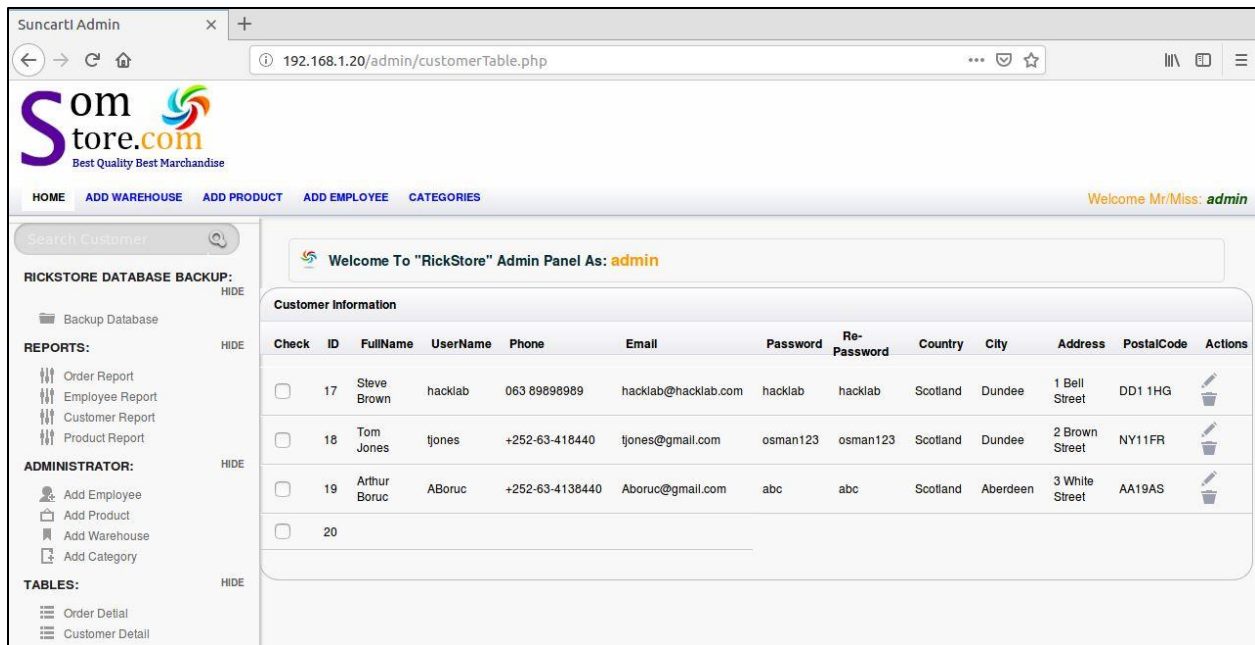 SuncartI Admin
192.168.1.20/admin/customerTable.php
Som
Store.com
Best Quality Best Marchandise
HOME ADD WAREHOUSE ADD PRODUCT ADD EMPLOYEE CATEGORIES Welcome Mr/Miss: admin
Search Customer
RICKSTORE DATABASE BACKUP:
HIDE
Backup Database
REPORTS: HIDE
Order Report
Employee Report
Customer Report
Product Report
ADMINISTRATOR: HIDE
Add Employee
Add Product
Add Warehouse
Add Category
TABLES: HIDE
Order Detial
Customer Detail
Welcome To "RickStore" Admin Panel As: admin
Customer Information
Check ID FullName UserName Phone Email Password Re-Password Country City Address PostalCode Actions
17 Steve Brown hacklab 063 89898989 hacklab@hacklab.com hacklab hacklab Scotland Dundee 1 Bell Street DD1 1HG
18 Tom Jones tjones +252-63-418440 tjones@gmail.com osman123 osman123 Scotland Dundee 2 Brown Street NY11FR
19 Arthur Boruc ABoruc +252-63-4138440 Aboruc@gmail.com abc abc Scotland Aberdeen 3 White Street AA19AS
20